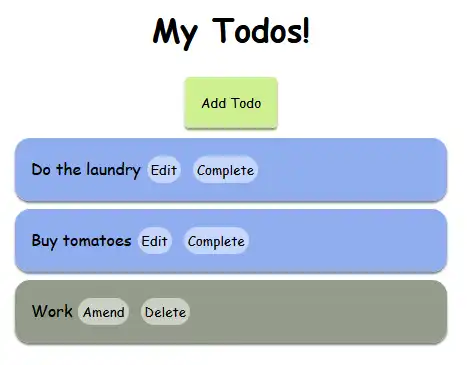 My Todos!
Add Todo
Do the laundry Edit Complete
Buy tomatoes Edit Complete
Work Amend Delete